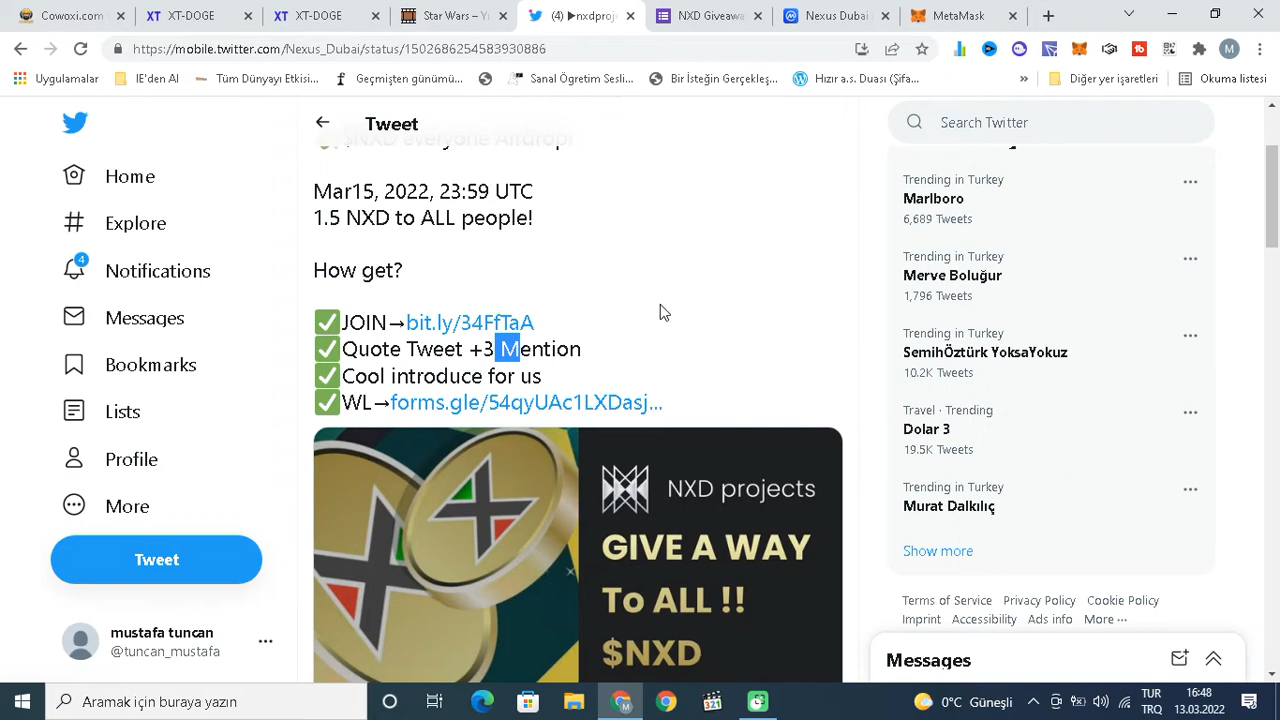 Cowoxi.com
XT-DOGE
XT-DOGE
Star Wars – Y
(4) nxdproj
NXD Giveaw
Nexus Dubai
MetaMask
https://mobile.twitter.com/Nexus_Dubai/status/1502686254583930886
M
Uygulamalar
IE'den Al
Tüm Dünyayı Etkisi...
Geçmişten günümü...
Sanal Öğretim Sesli...
Bir İsteğin Gerçekleş...
Hızır a.s. Duası (Şifa...
»
Diğer yer işaretleri
Okuma listesi
Home
Explore
4
Notifications
Messages
Bookmarks
Lists
Profile
More
Tweet
mustafa tuncan
@tuncan_mustafa
Tweet
$NXD everyone Airdrop!
Mar15, 2022, 23:59 UTC
1.5 NXD to ALL people!
How get?
✅JOIN→bit.ly/34FfTaA
✅Quote Tweet +3 Mention
✅Cool introduce for us
✅WL→forms.gle/54qyUAc1LXDasj...
NXD projects
GIVE A WAY
To ALL !!
$NXD
Search Twitter
Trending in Turkey
Marlboro
6,689 Tweets
Trending in Turkey
Merve Boluğur
1,796 Tweets
Trending in Turkey
SemihÖztürk YoksaYokuz
10.2K Tweets
Travel · Trending
Dolar 3
19.5K Tweets
Trending in Turkey
Murat Dalkılıç
Show more
Terms of Service Privacy Policy Cookie Policy
Imprint Accessibility Ads info More ···
Messages
Aramak için buraya yazın
321
0°C Güneşli
TUR
TRQ
16:48
13.03.2022